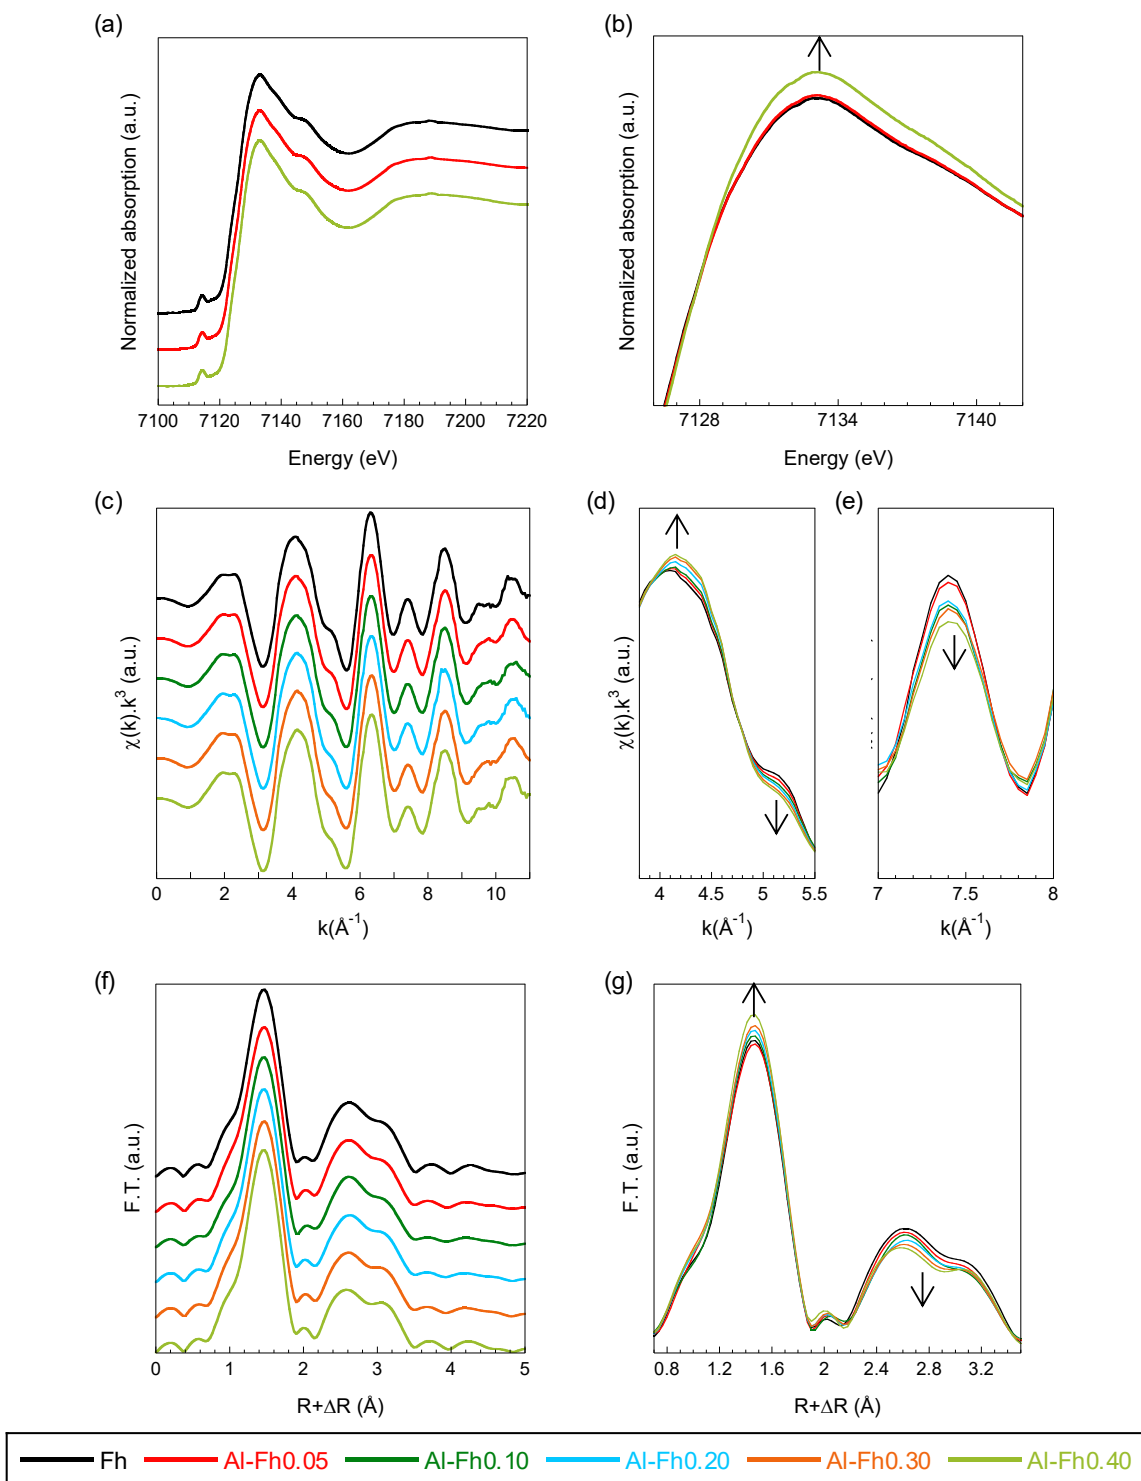 (a)
(b)
Normalized absorption (a.u.)
Normalized absorption (a.u.)
7100 7120 7140 7160 7180 7200 7220
7128 7134 7140
Energy (eV)
Energy (eV)
(c)
(d)
(e)
χ(k).k³ (a.u.)
χ(k).k³ (a.u.)
0 2 4 6 8 10
4 4.5 5 5.5
7 7.5 8
k(Å⁻¹)
k(Å⁻¹)
k(Å⁻¹)
(f)
(g)
F.T. (a.u.)
F.T. (a.u.)
0 1 2 3 4 5
0.8 1.2 1.6 2 2.4 2.8 3.2
R+ΔR (Å)
R+ΔR (Å)
Fh Al-Fh0.05 Al-Fh0.10 Al-Fh0.20 Al-Fh0.30 Al-Fh0.40